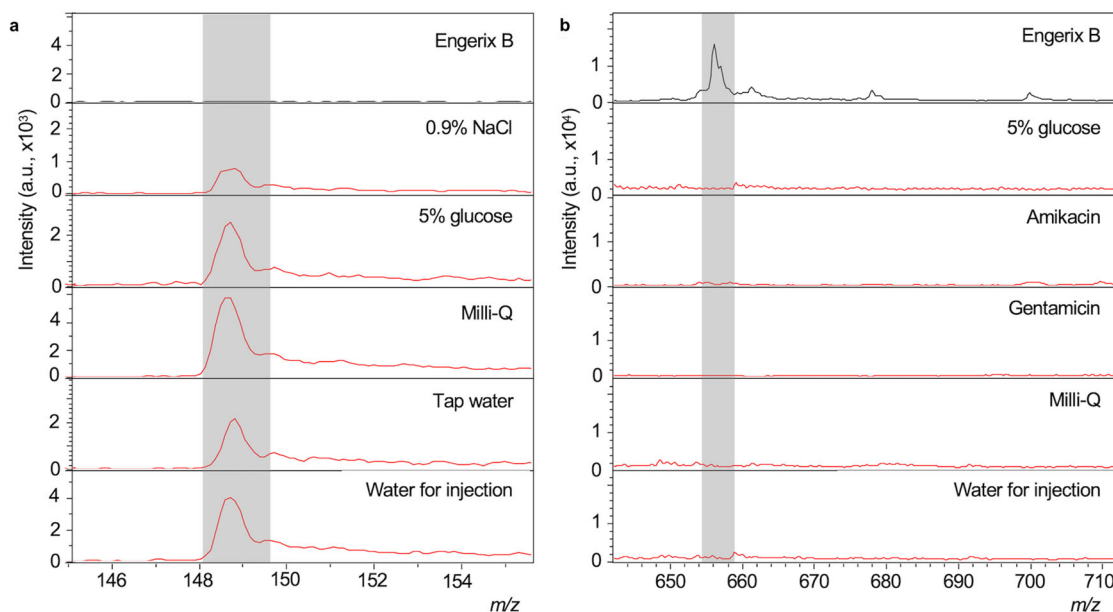 a
Intensity (a.u., x10³)
Engerix B
6
4
2
0
0.9% NaCl
2
1
0
5% glucose
2
0
Milli-Q
4
2
0
Tap water
2
0
Water for injection
4
2
0
146 148 150 152 154
m/z
b
Intensity (a.u., x10⁴)
Engerix B
1
0
5% glucose
1
0
Amikacin
1
0
Gentamicin
1
0
Milli-Q
1
0
Water for injection
1
0
650 660 670 680 690 700 710
m/z